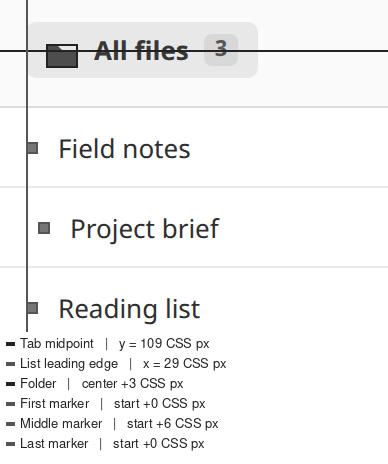 All files 3
Field notes
Project brief
Reading list
Tab midpoint | y = 109 CSS px
List leading edge | x = 29 CSS px
Folder | center +3 CSS px
First marker | start +0 CSS px
Middle marker | start +6 CSS px
Last marker | start +0 CSS px